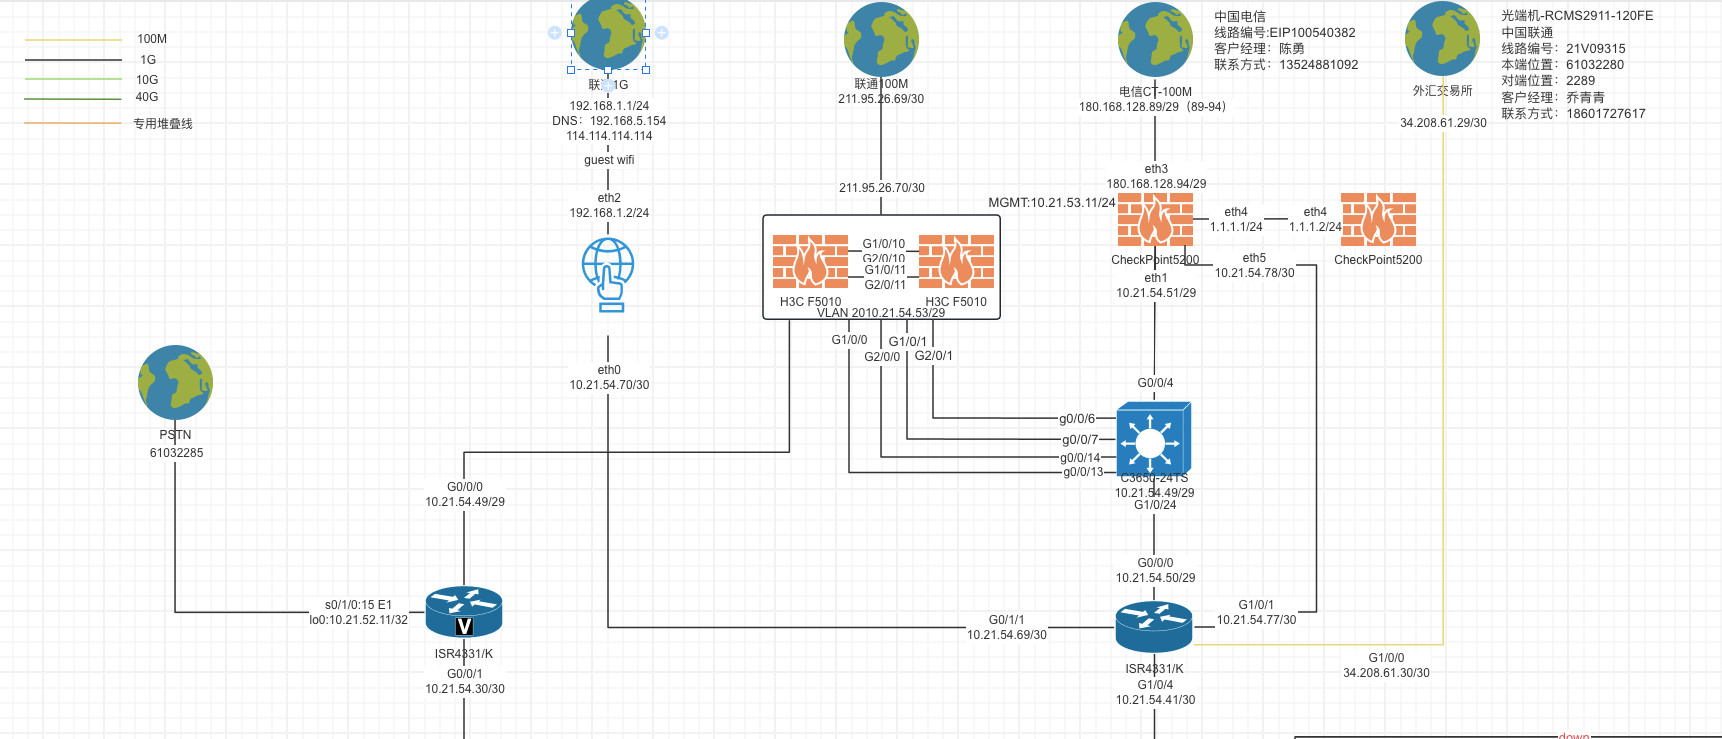 100M
1G
10G
40G
专用堆叠线
1G
192.168.1.1/24
DNS：192.168.5.154
114.114.114.114
guest wifi
eth2
192.168.1.2/24
eth0
10.21.54.70/30
联通100M
211.95.26.69/30
211.95.26.70/30
G1/0/10
G2/0/10
G1/0/11
G2/0/11
H3C F5010
H3C F5010
VLAN 2010.21.54.53/29
G1/0/0
G2/0/0
G1/0/1
G2/0/1
中国电信
线路编号:EIP100540382
客户经理：陈勇
联系方式：13524881092
电信CT-100M
180.168.128.89/29（89-94）
eth3
180.168.128.94/29
MGMT:10.21.53.11/24
eth4
1.1.1.1/24
eth4
1.1.1.2/24
CheckPoint5200
CheckPoint5200
eth5
10.21.54.78/30
eth1
10.21.54.51/29
光端机-RCMS2911-120FE
中国联通
线路编号：21V09315
本端位置：61032280
对端位置：2289
客户经理：乔青青
联系方式：18601727617
外汇交易所
34.208.61.29/30
PSTN
61032285
G0/0/4
g0/0/6
g0/0/7
g0/0/14
g0/0/13
C3650-24TS
10.21.54.49/29
G1/0/24
G0/0/0
10.21.54.49/29
G0/0/0
10.21.54.50/29
s0/1/0:15 E1
lo0:10.21.52.11/32
V
ISR4331/K
G0/0/1
10.21.54.30/30
G0/1/1
10.21.54.69/30
G1/0/1
10.21.54.77/30
ISR4331/K
G1/0/4
10.21.54.41/30
G1/0/0
34.208.61.30/30
down